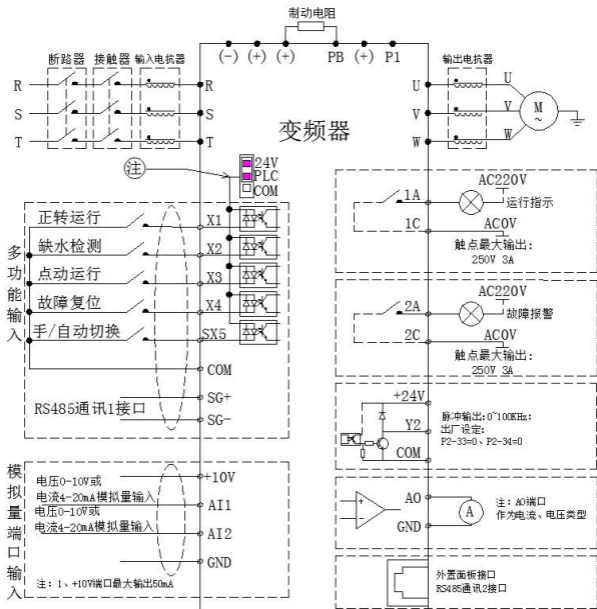 制动电阻
断路器 接触器 输入电抗器
(-) (+) (+) PB (+) P1
输出电抗器
R R
S S
T T
U U
V V
W W
M
~
变频器
注
24V
PLC
COM
多功能输入
正转运行 X1
缺水检测 X2
点动运行 X3
故障复位 X4
手/自动切换 SX5
COM
SG+
RS485通讯1接口
SG-
模拟量端口输入
+10V
电压0-10V或
电流4-20mA模拟量输入 AI1
电压0-10V或
电流4-20mA模拟量输入 AI2
GND
注：1、+10V端口最大输出50mA
AC220V
1A 运行指示
1C AC0V
触点最大输出：
250V 3A
AC220V
2A 故障报警
2C AC0V
触点最大输出：
250V 3A
+24V
Y2
COM
脉冲输出:0~100KHz:
出厂设定:
P2-33=0、P2-34=0
AO
GND
A
注：AO端口
作为电流、电压类型
外置面板接口
RS485通讯2接口